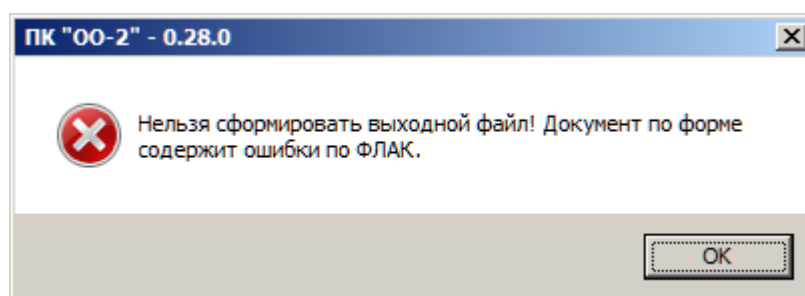 ПК "ОО-2" - 0.28.0
Нельзя сформировать выходной файл! Документ по форме
содержит ошибки по ФЛАК.
OK